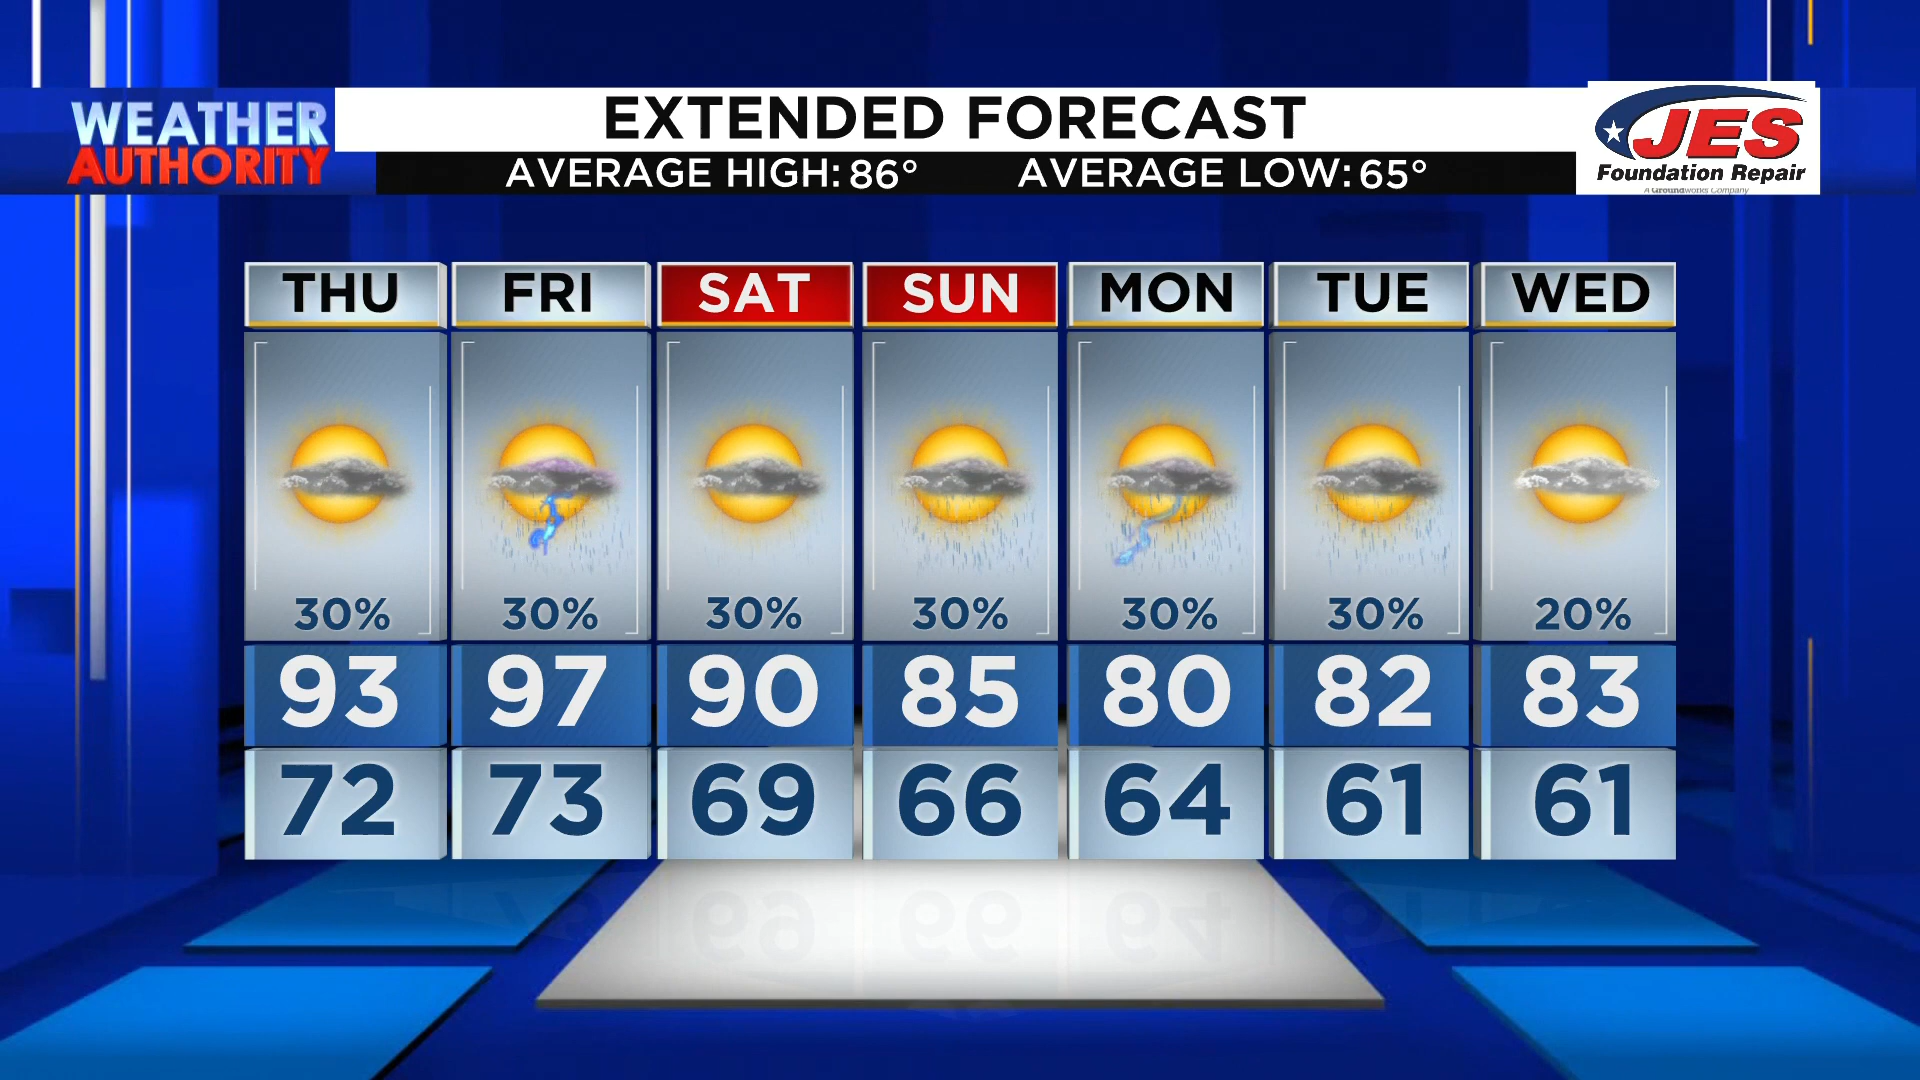 WEATHER
AUTHORITY
EXTENDED FORECAST
AVERAGE HIGH: 86° AVERAGE LOW: 65°
JES
Foundation Repair
A Groundworks Company
THU FRI SAT SUN MON TUE WED
30% 30% 30% 30% 30% 30% 20%
93 97 90 85 80 82 83
72 73 69 66 64 61 61